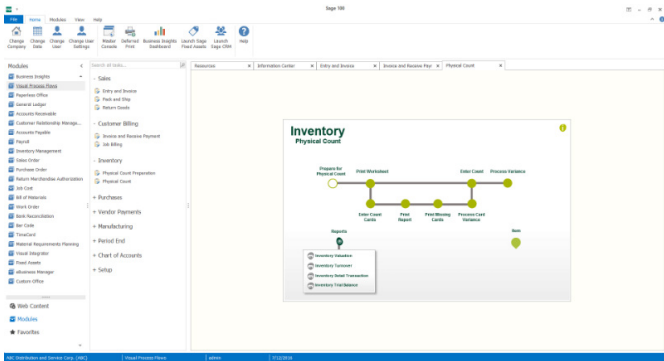 Sage 100
File
Home
Modules
View
Help
Change Company
Change Date
Change User
Change User Settings
Master Console
Deferred Print
Business Insights Dashboard
Launch Sage Fixed Assets
Launch Sage CRM
Help
Modules
Business Insights
Visual Process Flows
Paperless Office
General Ledger
Accounts Receivable
Customer Relationship Manage...
Accounts Payable
Payroll
Inventory Management
Sales Order
Purchase Order
Return Merchandise Authorization
Job Cost
Bill of Materials
Work Order
Bank Reconciliation
Bar Code
TimeCard
Material Requirements Planning
Visual Integrator
Fixed Assets
eBusiness Manager
Custom Office
Web Content
Modules
Favorites
Search all tasks...
- Sales
Entry and Invoice
Pack and Ship
Return Goods
- Customer Billing
Invoice and Receive Payment
Job Billing
- Inventory
Physical Count Preparation
Physical Count
+ Purchases
+ Vendor Payments
+ Manufacturing
+ Period End
+ Chart of Accounts
+ Setup
Resources
Information Center
Entry and Invoice
Invoice and Receive Payr
Physical Count
Inventory
Physical Count
Prepare for Physical Count
Print Worksheet
Enter Count
Process Variance
Enter Count Cards
Print Report
Print Missing Cards
Process Card Variance
Reports
Item
Inventory Valuation
Inventory Turnover
Inventory Detail Transaction
Inventory Trial Balance
ABC Distribution and Service Corp. (ABC)
Visual Process Flows
admin